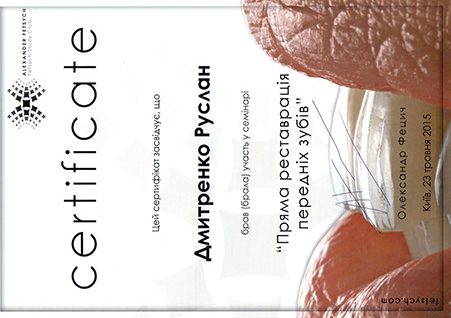 ALEXANDER FETSYCH
Fetsych Study Club
certificate
Цей сертифікат засвідчує, що
Дмитренко Руслан
брав (брала) участь у семінарі
“Пряма реставрація
передніх зубів"
Олександр Фецич
Київ, 23 травня 2015
fetsych.com